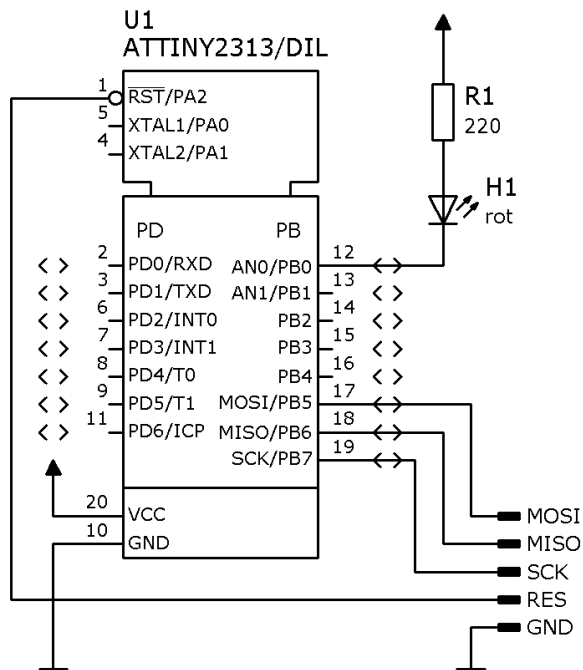 U1
ATTINY2313/DIL
1 RST/PA2
5 XTAL1/PA0
4 XTAL2/PA1
R1
220
H1
rot
PD PB
2 PD0/RXD AN0/PB0 12
3 PD1/TXD AN1/PB1 13
6 PD2/INT0 PB2 14
7 PD3/INT1 PB3 15
8 PD4/T0 PB4 16
9 PD5/T1 MOSI/PB5 17
11 PD6/ICP MISO/PB6 18
SCK/PB7 19
20 VCC
10 GND
MOSI
MISO
SCK
RES
GND